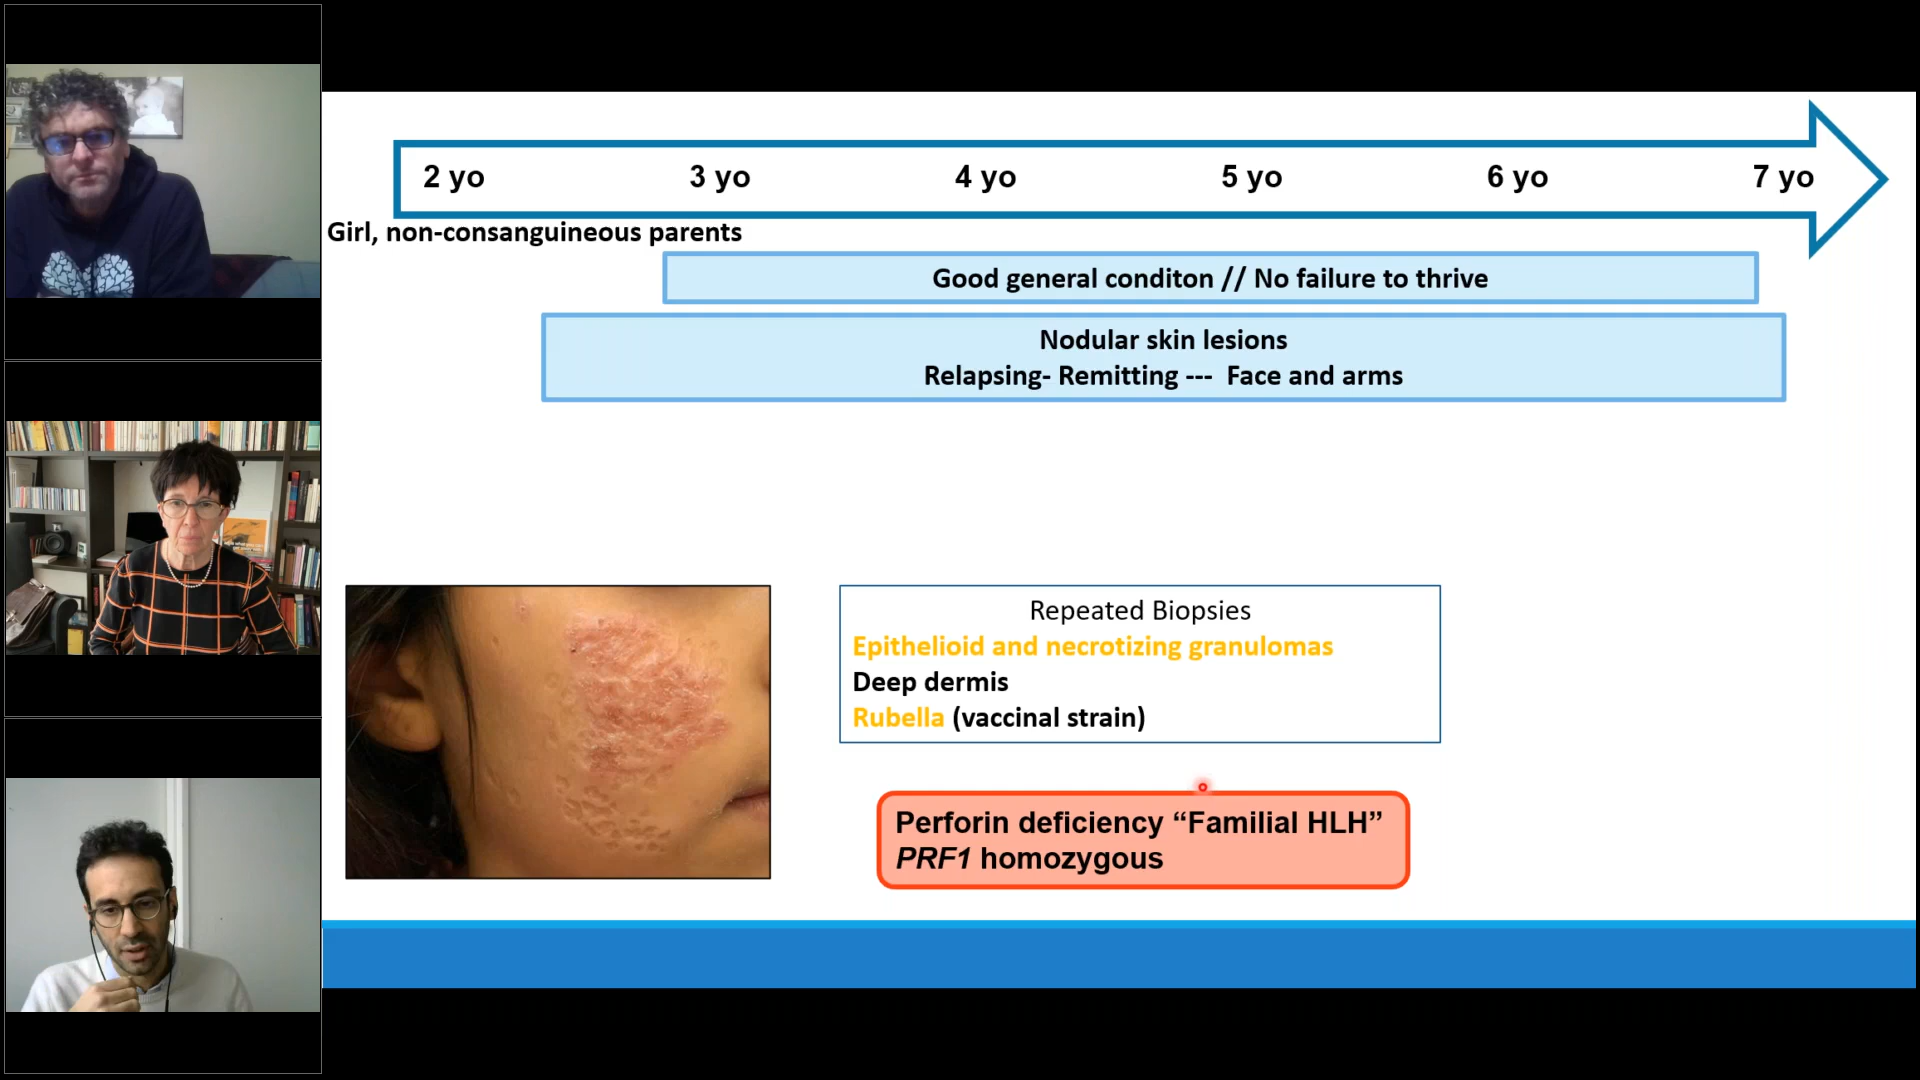 2 yo 3 yo 4 yo 5 yo 6 yo 7 yo
Girl, non-consanguineous parents
Good general conditon // No failure to thrive
Nodular skin lesions
Relapsing- Remitting --- Face and arms
Repeated Biopsies
Epithelioid and necrotizing granulomas
Deep dermis
Rubella (vaccinal strain)
Perforin deficiency “Familial HLH”
PRF1 homozygous